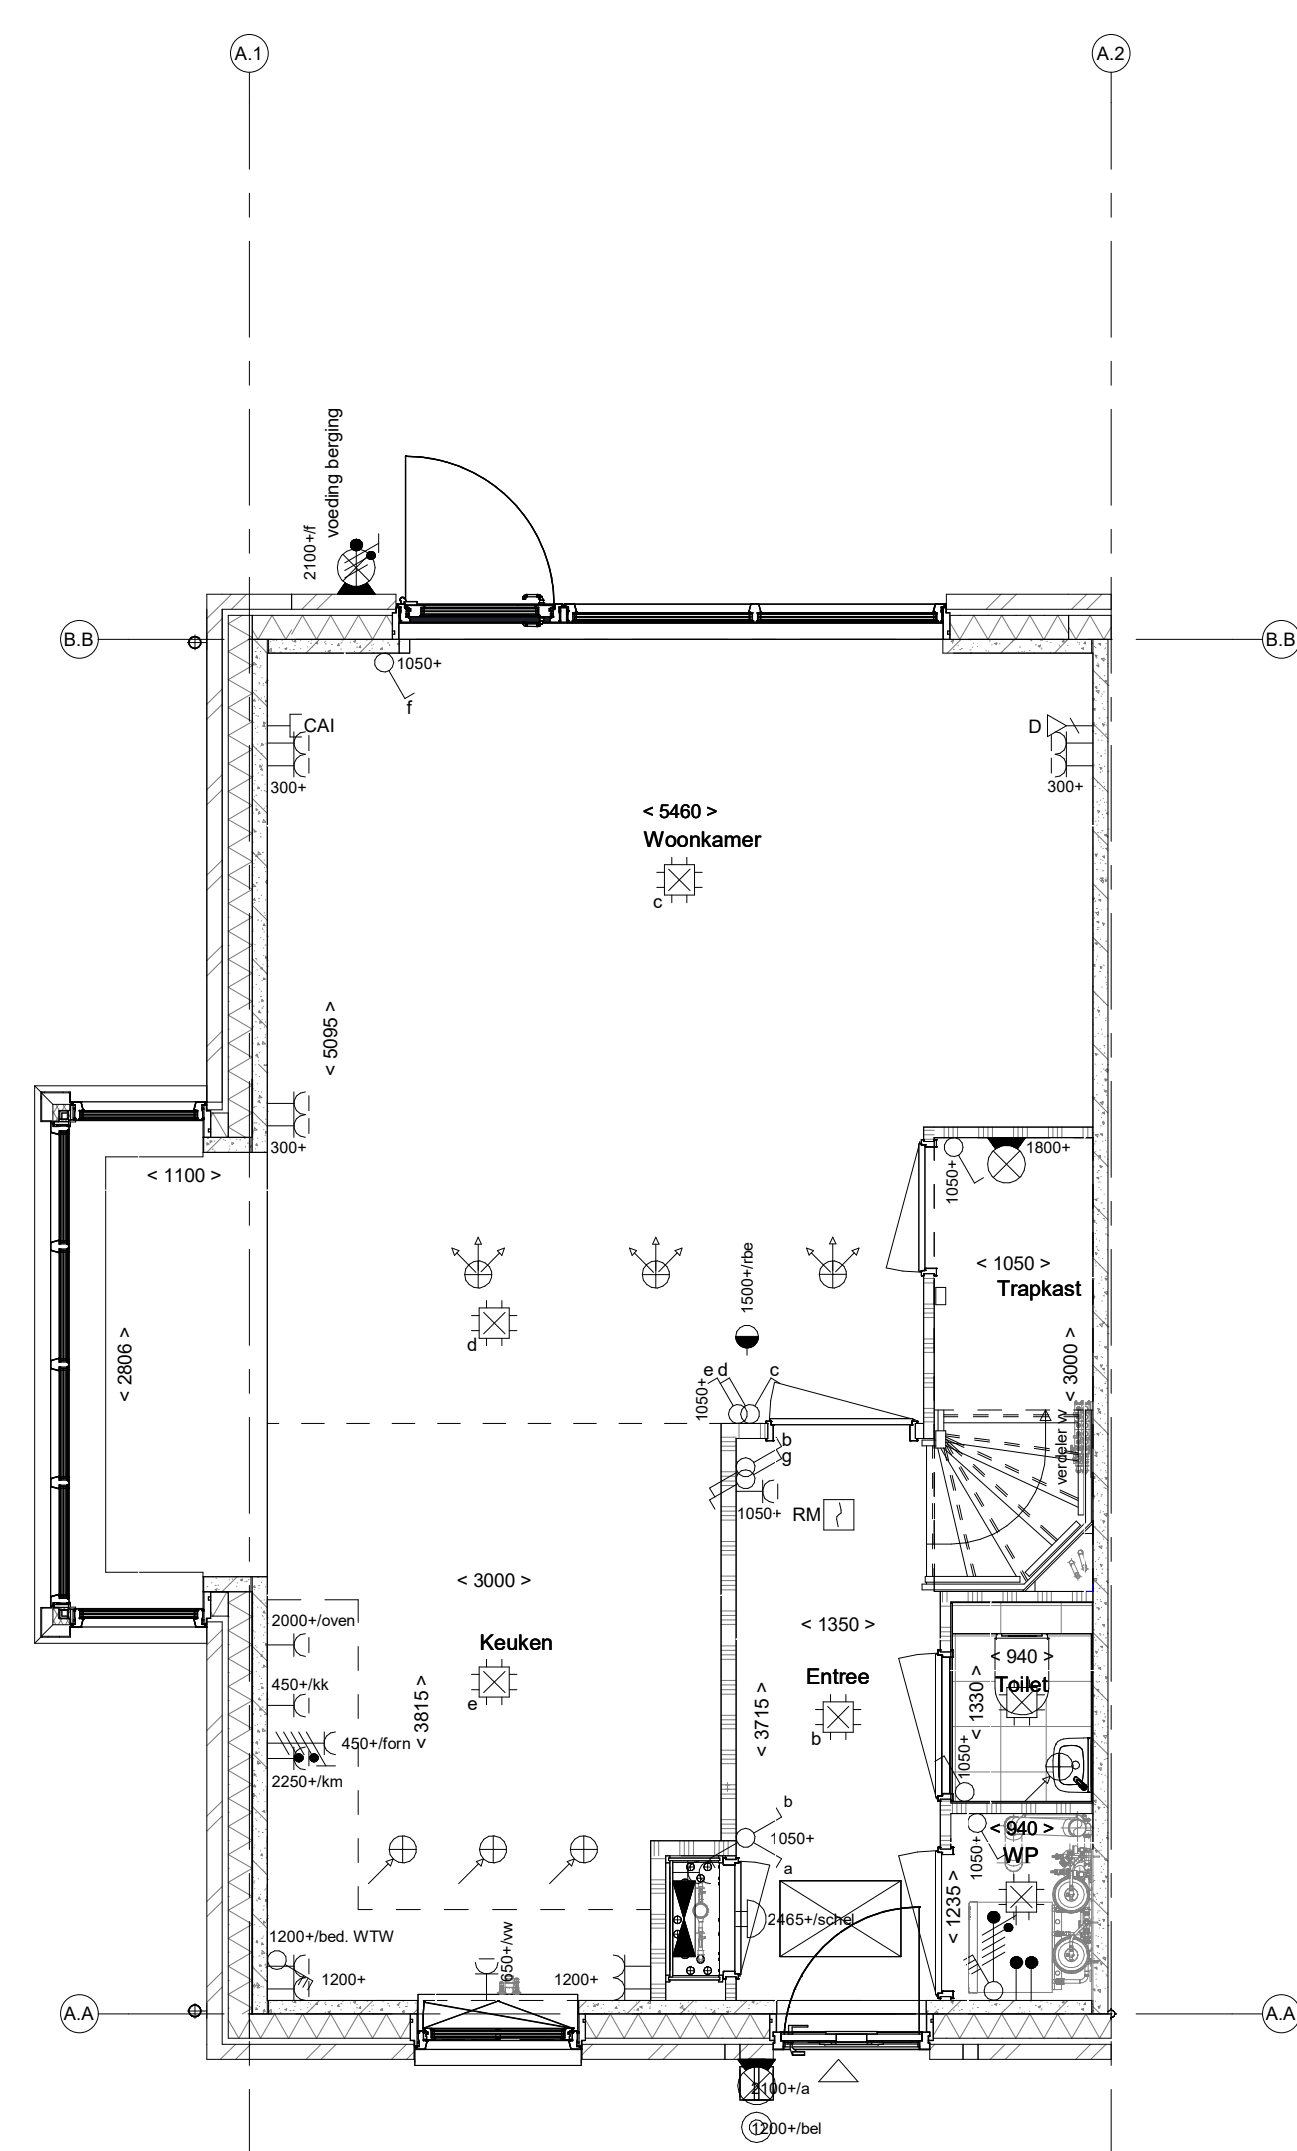 A.1
A.2
voeding berging
2100+/f
B.B
B.B
1050+
f
CAI
D
300+
300+
< 5460 >
Woonkamer
c
< 5095 >
300+
1050+
1800+
< 1100 >
< 1050 >
Trapkast
1500+/rbe
d
< 2806 >
< 3000 >
e d
c
1050+
b
g
verdeler vv
1050+
RM
< 3000 >
< 1350 >
2000+/oven
Keuken
< 940 >
Toilet
450+/kk
e
Entree
< 1330 >
< 3815 >
< 3715 >
b
450+/forn
1050+
2250+/km
b
1050+
a
< 940 >
WP
1050+
< 1235 >
2465+/schel
1200+/bed. WTW
650+/vw
1200+
1200+
A.A
A.A
2100+/a
1200+/bel